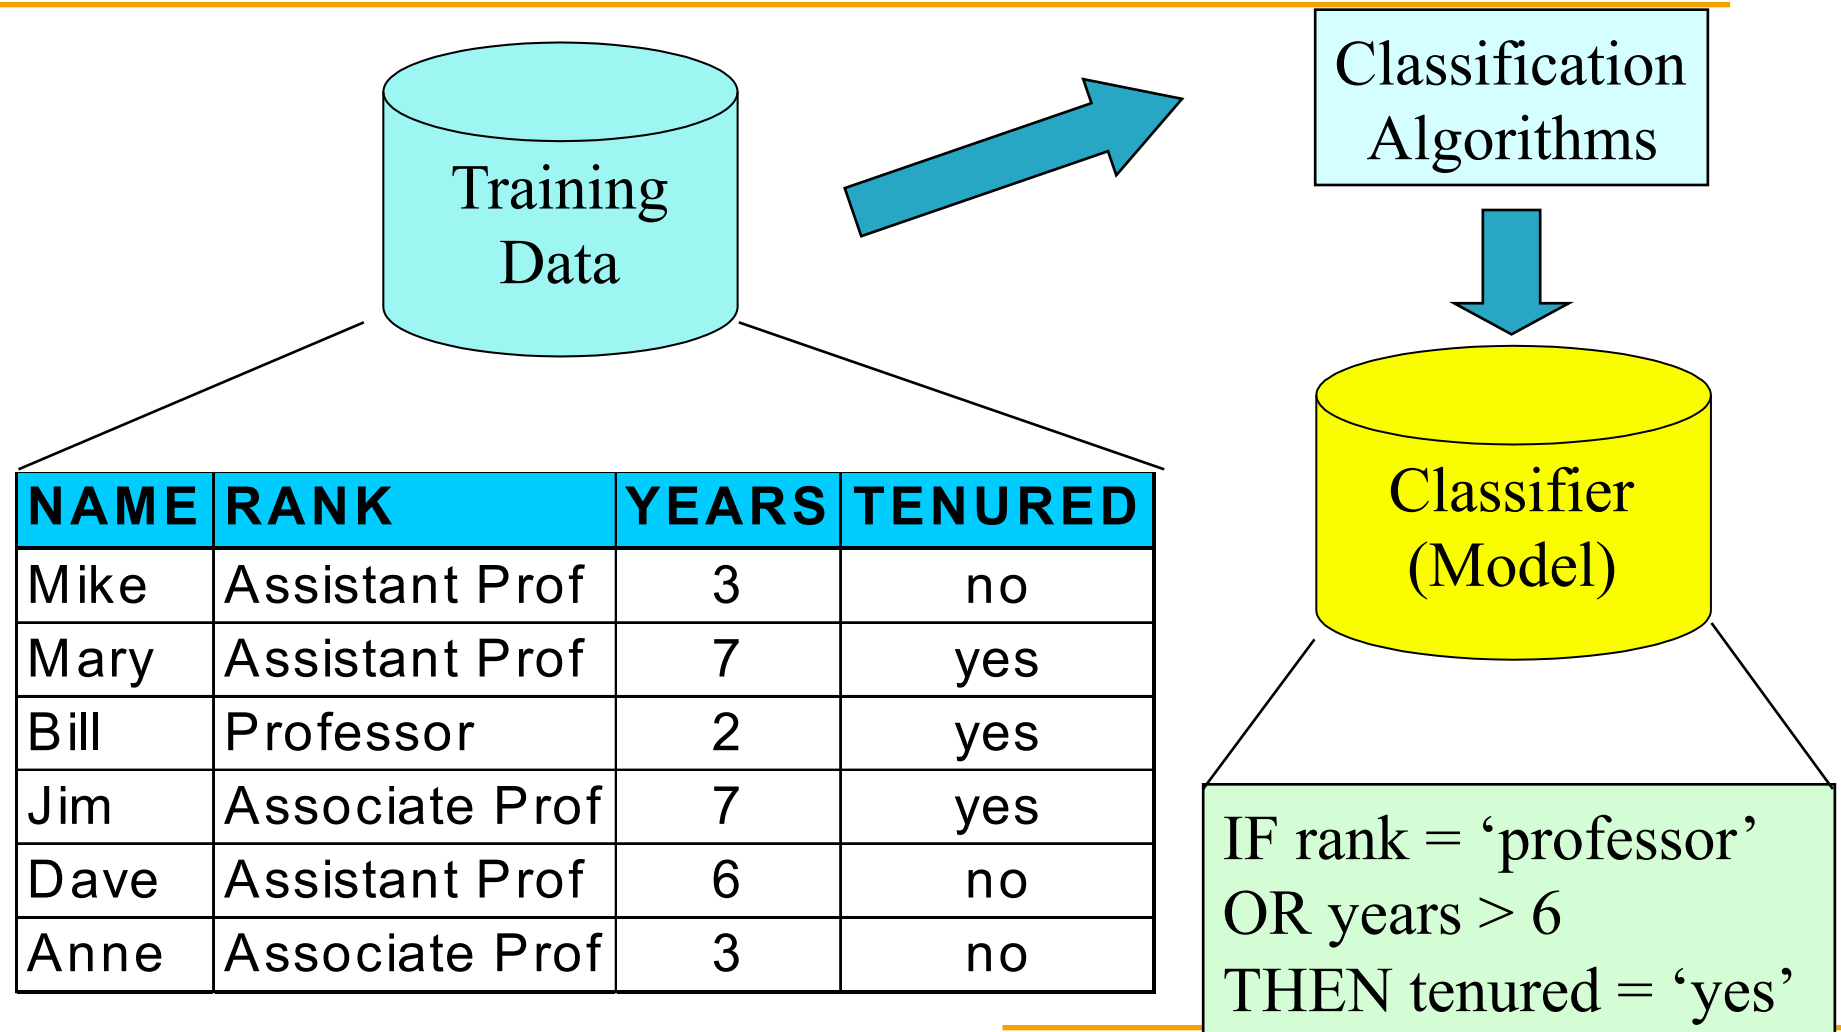 Training
Data
Classification
Algorithms
NAME RANK YEARS TENURED
Mike Assistant Prof 3 no
Mary Assistant Prof 7 yes
Bill Professor 2 yes
Jim Associate Prof 7 yes
Dave Assistant Prof 6 no
Anne Associate Prof 3 no
Classifier
(Model)
IF rank = ‘professor’
OR years > 6
THEN tenured = ‘yes’